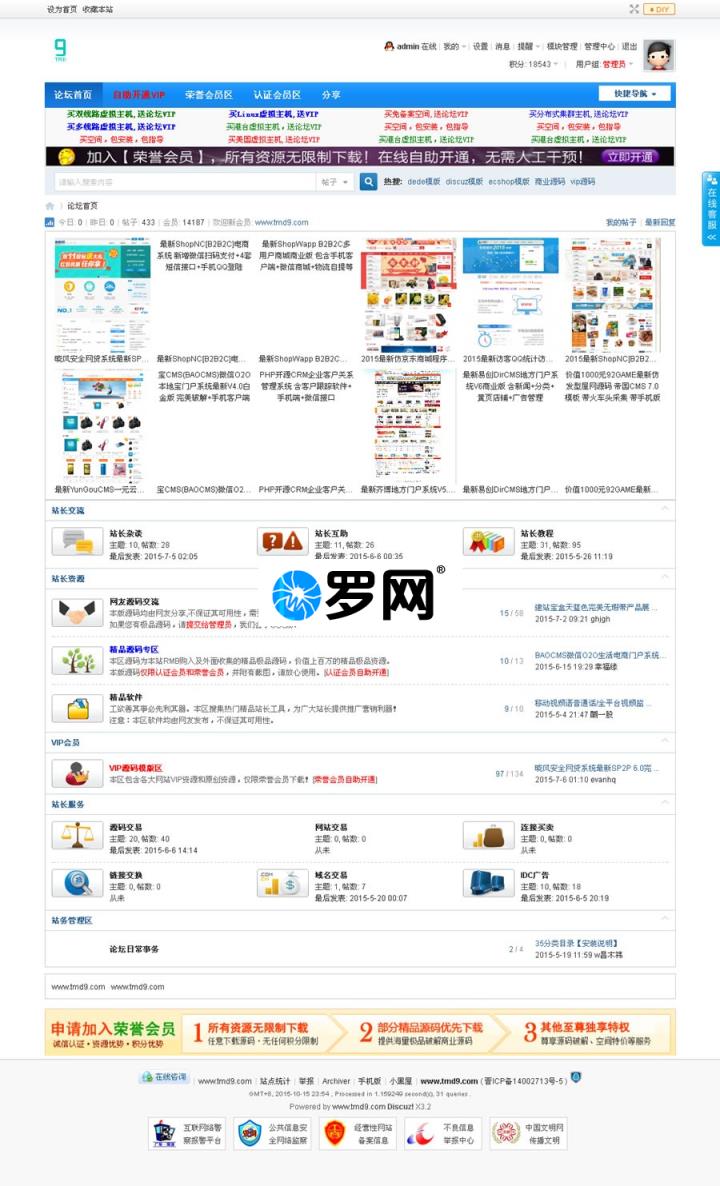 设为首页 收藏本站
DIY
9
admin 在线 | 我的 | 设置 | 消息 | 提醒 | 模块管理 | 管理中心 | 退出
积分: 18543 | 用户组: 管理员
论坛首页 自助开通VIP 荣誉会员区 认证会员区 分享 快捷导航
买双线路虚拟主机, 送论坛VIP 买Linux虚拟主机, 送VIP 买免备案空间, 送论坛VIP 买分布式集群主机, 送论坛VIP
买多线路虚拟主机, 送论坛VIP 买港台虚拟主机, 送论坛VIP 买空间, 包安装, 包指导 买港台虚拟主机, 送论坛VIP
买空间, 包安装, 包指导 买美国虚拟主机, 送论坛VIP 买港台虚拟主机, 送论坛VIP 买空间, 包安装, 包指导
加入【荣誉会员】, 所有资源无限制下载! 在线自助开通, 无需人工干预! 立即开通
请输入搜索内容 帖子 热搜: dede模版 discuz模版 ecshop模版 商业源码 vip源码
在线客服
论坛首页
今日: 0 | 昨日: 0 | 帖子: 433 | 会员: 14187 | 欢迎新会员: www.tmd9.com 我的帖子 | 最新回复
最新ShopNC[B2B2C]电商系统 新增微信扫码支付+4套短信接口+手机QQ登陆
最新ShopWapp B2B2C多用户商城商业版 包含手机客户端+微信商城+物流自提等
晓风安全网贷系统最新SP... 最新ShopNC[B2B2C]电... 最新ShopWapp B2B2C... 2015最新仿京东商城程序... 2015最新访客QQ统计访... 2015最新ShopNC[B2B2...
宝CMS(BAOCMS)微信O2O本地宝门户系统最新V4.0白金版 完美破解+手机客户端
PHP开源CRM企业客户关系管理系统 含客户跟踪软件+手机端+微信接口
最新易创DirCMS地方门户系统V6商业版 含新闻+分类+黄页店铺+广告管理
价值1000元92GAME最新仿发型屋网源码 帝国CMS 7.0模板 带火车头采集 带手机版
最新YunGouCMS一元云... 宝CMS(BAOCMS)微信O2... PHP开源CRM企业客户关... 最新齐博地方门户系统V5.... 最新易创DirCMS地方门户... 价值1000元92GAME最新...
站长交流
站长杂谈
主题: 10, 帖数: 28
最后发表: 2015-7-5 02:05
站长互助
主题: 11, 帖数: 26
最后发表: 2015-6-6 00:35
站长教程
主题: 31, 帖数: 95
最后发表: 2015-5-26 11:19
站长资源
罗网®
网友源码交流
本版源码均由网友分享,不保证其可用性,
如果您有极品源码, 请提交给管理员, 我们
15 / 58
建站宝盒天蓝色完美无绑带产品展 ...
2015-7-2 09:21 ghjgh
精品源码专区
本区源码为本站RMB购入及外面收集的精品极品源码, 价值上百万的精品极品资源。
本版源码仅限认证会员和荣誉会员, 并附有截图, 请放心使用。[认证会员自助开通]
10 / 13
BAOCMS微信O2O生活电商门户系统...
2015-6-15 19:29 幸福缘
精品软件
工欲善其事必先利其器。本区搜集热门精品站长工具, 为广大站长提供推广营销利器!
注意: 本区软件均由网友发布, 不保证其可用性。
9 / 10
移动视频语音通话/全平台视频监 ...
2015-5-4 21:47 酷一股
VIP会员
VIP源码模版区
本区包含各大网站VIP资源和原创资源, 仅限荣誉会员下载! [荣誉会员自助开通]
97 / 134
晓风安全网贷系统最新SP2P 6.0完 ...
2015-7-6 01:10 evanhq
站长服务
源码交易
主题: 20, 帖数: 40
最后发表: 2015-6-6 14:14
网站交易
主题: 0, 帖数: 0
从未
连接买卖
主题: 0, 帖数: 0
从未
链接交换
主题: 0, 帖数: 0
从未
域名交易
主题: 1, 帖数: 7
最后发表: 2015-5-20 00:07
IDC广告
主题: 10, 帖数: 18
最后发表: 2015-6-5 20:19
站务管理区
论坛日常事务
2 / 4
35分类目录【安装说明】
2015-5-19 11:59 w昌木祎
www.tmd9.com www.tmd9.com
申请加入荣誉会员
诚信认证・资源优势・积分优势
1 所有资源无限制下载
任意下载源码・无任何积分限制
2 部分精品源码优先下载
提供海量极品破解商业源码
3 其他至尊独享特权
尊享源码破解、空间特价等服务
在线咨询 | www.tmd9.com | 站点统计 | 举报 | Archiver | 手机版 | 小黑屋 | www.tmd9.com ( 晋ICP备14002713号-5 )
GMT+8, 2015-10-15 23:54 , Processed in 1.159249 second(s), 31 queries .
Powered by www.tmd9.com Discuz! X3.2
互联网络警察报警平台
公共信息安全网络监察
经营性网站备案信息
不良信息举报中心
中国文明网传播文明